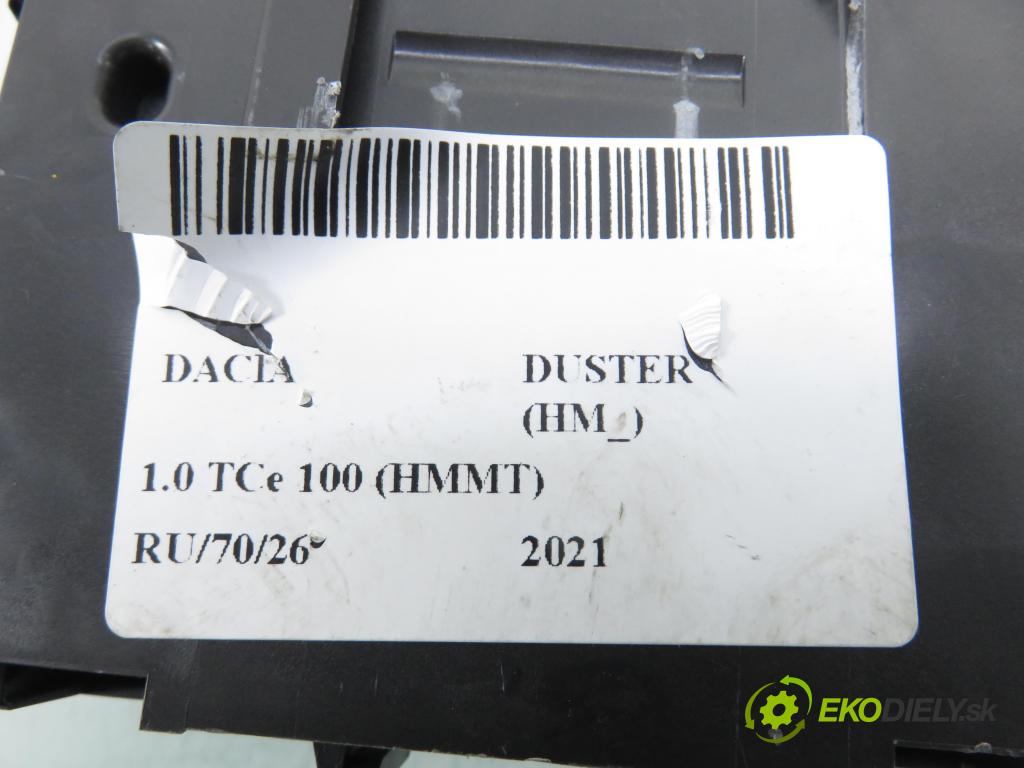 DACIA DUSTER
(HM_)
1.0 TCe 100 (HMMT)
RU/70/26 2021
EKODIELY.sk